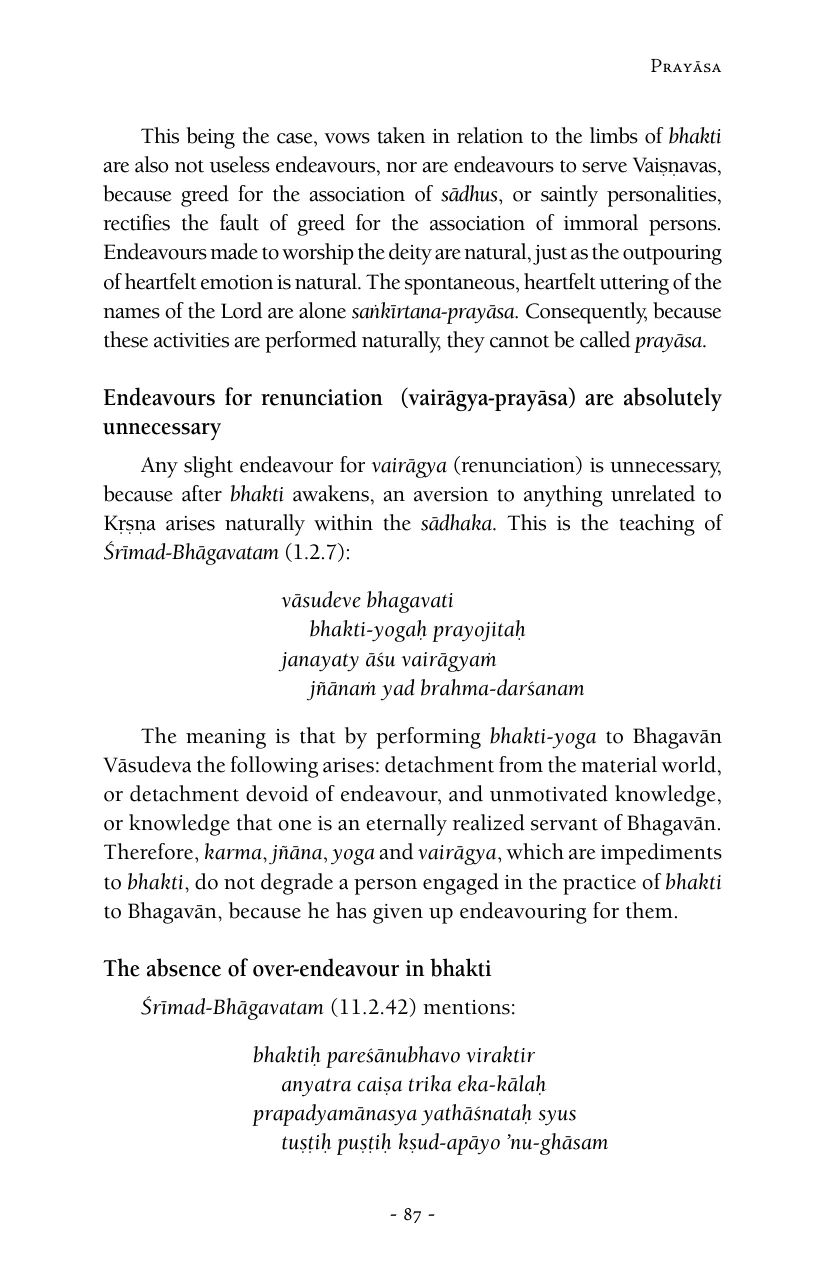 Prayāsa
This being the case, vows taken in relation to the limbs of bhakti
are also not useless endeavours, nor are endeavours to serve Vaiṣṇavas,
because greed for the association of sādhus, or saintly personalities,
rectifies the fault of greed for the association of immoral persons.
Endeavours made to worship the deity are natural, just as the outpouring
of heartfelt emotion is natural. The spontaneous, heartfelt uttering of the
names of the Lord are alone saṅkīrtana-prayāsa. Consequently, because
these activities are performed naturally, they cannot be called prayāsa.
Endeavours for renunciation (vairāgya-prayāsa) are absolutely
unnecessary
Any slight endeavour for vairāgya (renunciation) is unnecessary,
because after bhakti awakens, an aversion to anything unrelated to
Kṛṣṇa arises naturally within the sādhaka. This is the teaching of
Śrīmad-Bhāgavatam (1.2.7):
vāsudeve bhagavati
bhakti-yogaḥ prayojitaḥ
janayaty āśu vairāgyaṁ
jñānaṁ yad brahma-darśanam
The meaning is that by performing bhakti-yoga to Bhagavān
Vāsudeva the following arises: detachment from the material world,
or detachment devoid of endeavour, and unmotivated knowledge,
or knowledge that one is an eternally realized servant of Bhagavān.
Therefore, karma, jñāna, yoga and vairāgya, which are impediments
to bhakti, do not degrade a person engaged in the practice of bhakti
to Bhagavān, because he has given up endeavouring for them.
The absence of over-endeavour in bhakti
Śrīmad-Bhāgavatam (11.2.42) mentions:
bhaktiḥ pareśānubhavo viraktir
anyatra caiṣa trika eka-kālaḥ
prapadyamānasya yathāśnataḥ syus
tuṣṭiḥ puṣṭiḥ kṣud-apāyo ’nu-ghāsam
- 87 -